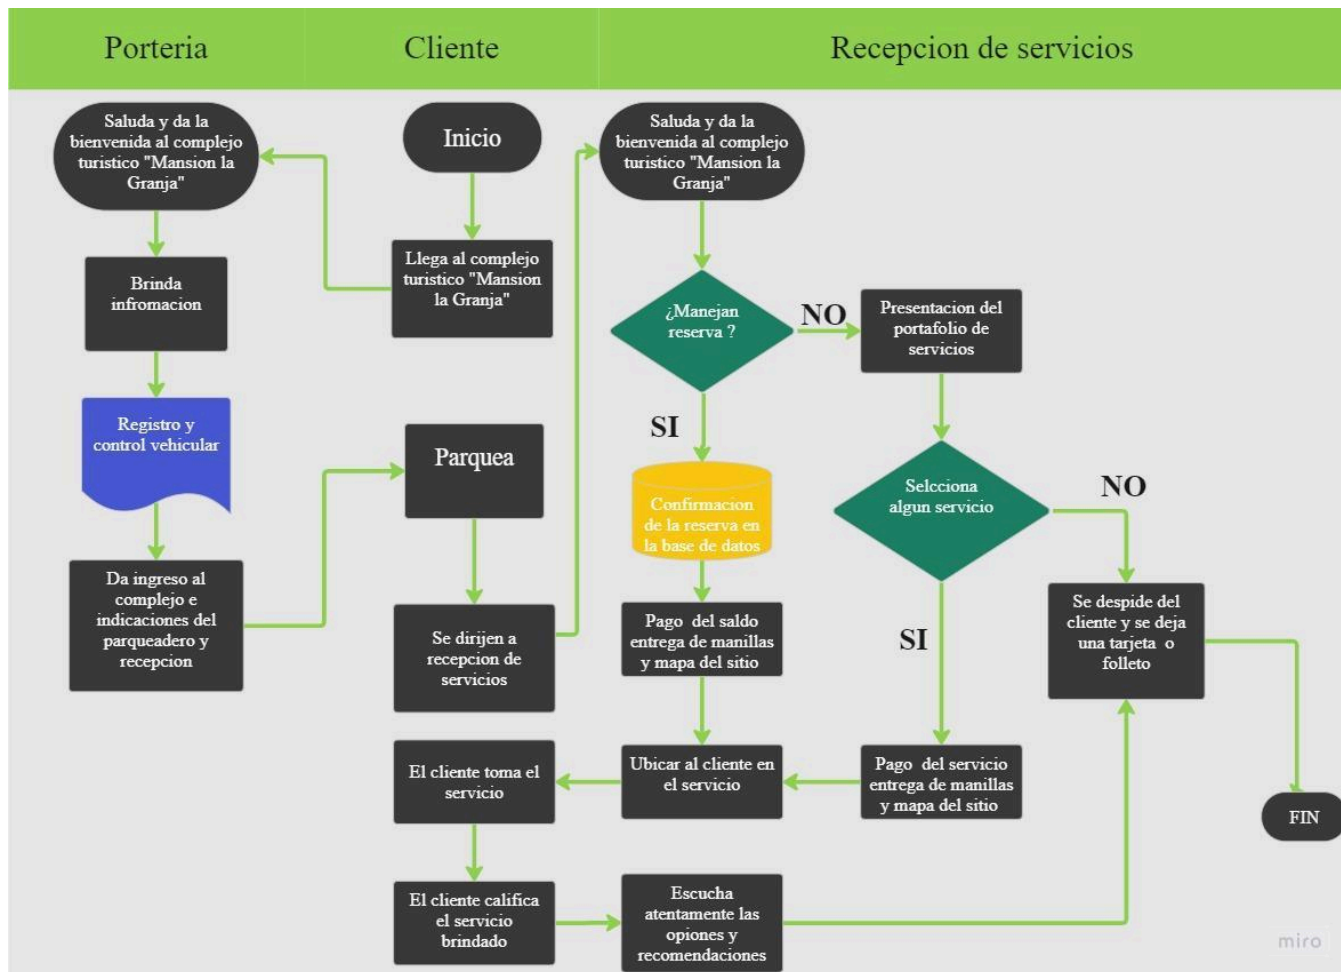 Porteria
Cliente
Recepcion de servicios
Saluda y da la
bienvenida al complejo
turistico "Mansion la
Granja"
Brinda
infromacion
Registro y
control vehicular
Da ingreso al
complejo e
indicaciones del
parqueadero y
recepcion
Inicio
Llega al complejo
turistico "Mansion
la Granja"
Parquea
Se dirijen a
recepcion de
servicios
El cliente toma el
servicio
El cliente califica
el servicio
brindado
Saluda y da la
bienvenida al complejo
turistico "Mansion la
Granja"
¿Manejan
reserva ?
NO
SI
Confirmacion
de la reserva en
la base de datos
Pago del saldo
entrega de manillas
y mapa del sitio
Ubicar al cliente en
el servicio
Escucha
atentamente las
opiones y
recomendaciones
Presentacion del
portafolio de
servicios
Selcciona
algun servicio
NO
SI
Pago del servicio
entrega de manillas
y mapa del sitio
Se despide del
cliente y se deja
una tarjeta o
folleto
FIN
miro